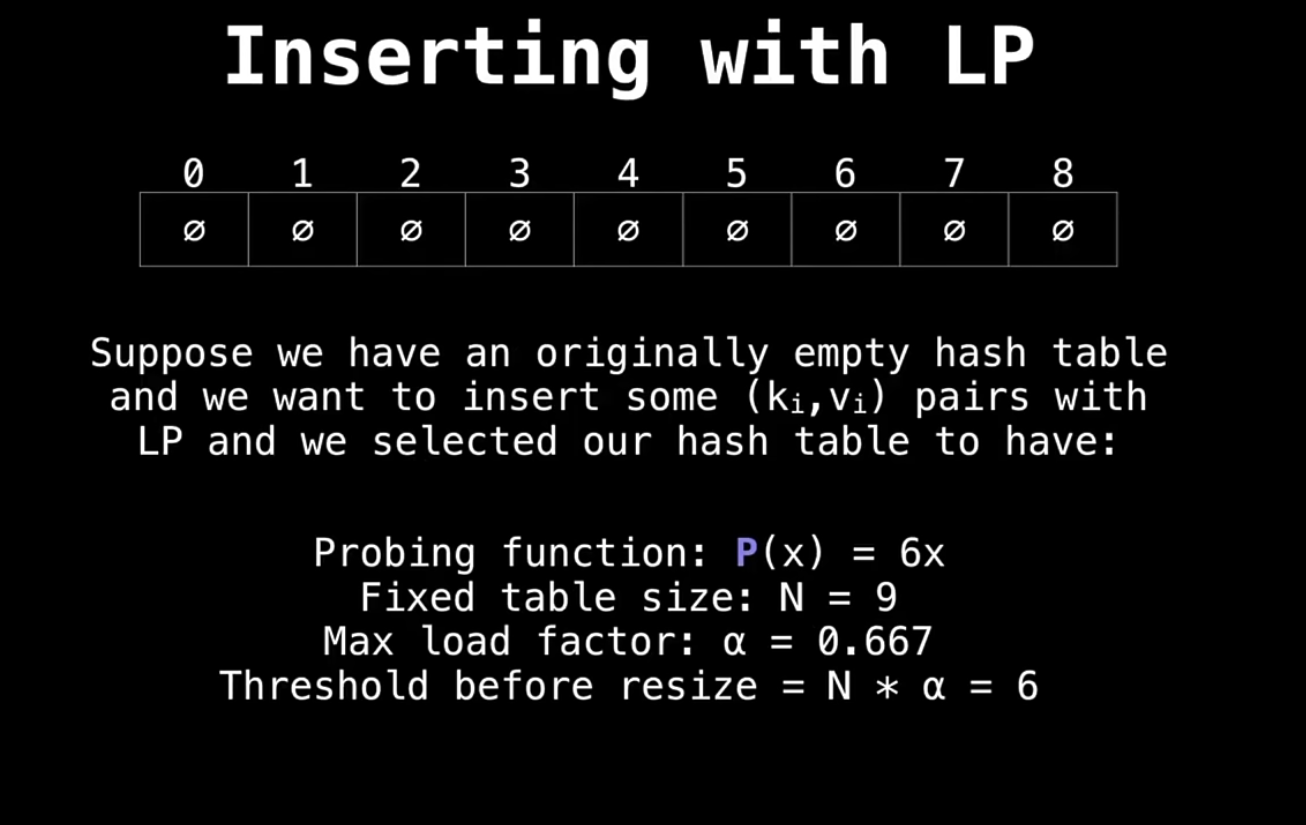 Inserting with LP
0 1 2 3 4 5 6 7 8
∅ ∅ ∅ ∅ ∅ ∅ ∅ ∅ ∅
Suppose we have an originally empty hash table
and we want to insert some (kᵢ,vᵢ) pairs with
LP and we selected our hash table to have:
Probing function: P(x) = 6x
Fixed table size: N = 9
Max load factor: α = 0.667
Threshold before resize = N * α = 6